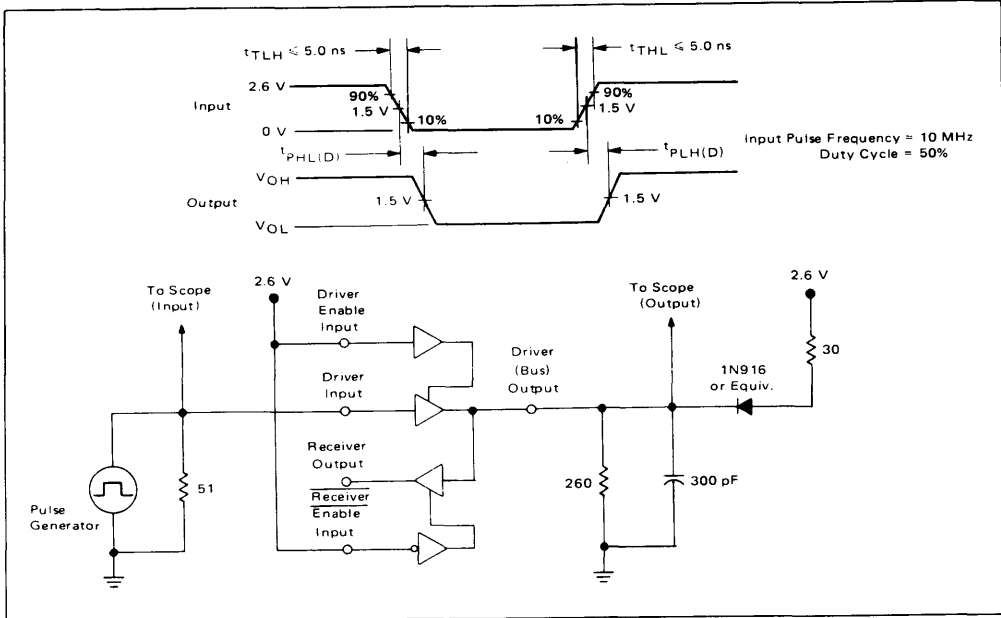 tTLH ≤ 5.0 ns
tTHL ≤ 5.0 ns
2.6 V
90%
90%
Input
1.5 V
1.5 V
10%
10%
0 V
Input Pulse Frequency = 10 MHz
Duty Cycle = 50%
tPHL(D)
tPLH(D)
VOH
Output
1.5 V
1.5 V
VOL
2.6 V
2.6 V
To Scope
(Input)
Driver
Enable
Input
To Scope
(Output)
30
Driver
(Bus)
Output
1N916
or Equiv.
Driver
Input
Receiver
Output
51
260
300 pF
Receiver
Enable
Input
Pulse
Generator